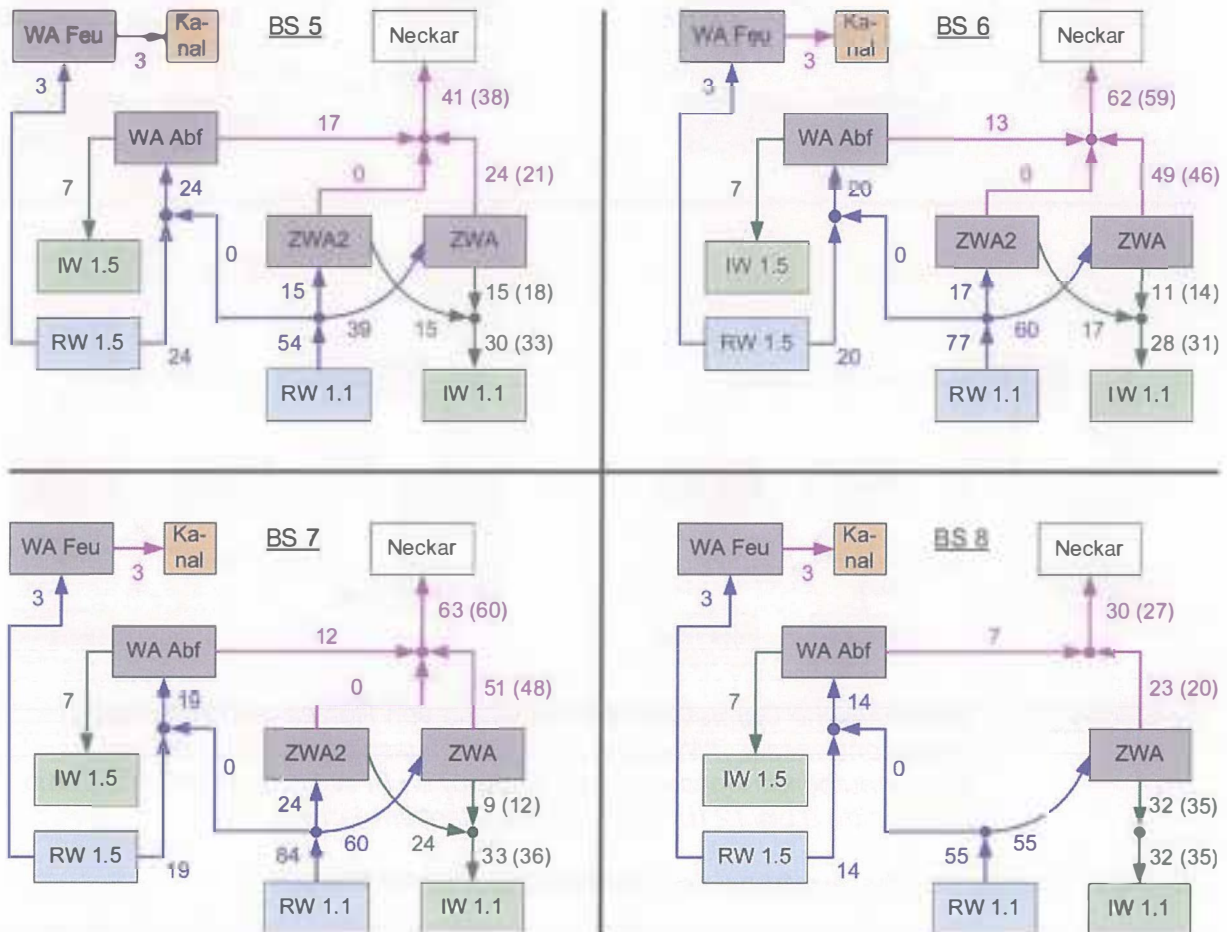 WA Feu
Ka-
nal
BS 5
Neckar
3
3
41 (38)
WA Abf
17
7
24
0
24 (21)
IW 1.5
ZWA2
ZWA
0
15
15 (18)
RW 1.5
24
54
39
15
30 (33)
RW 1.1
IW 1.1
WA Feu
Ka-
nal
BS 6
Neckar
3
3
62 (59)
WA Abf
13
7
20
0
49 (46)
IW 1.5
ZWA2
ZWA
0
17
11 (14)
RW 1.5
20
77
60
17
28 (31)
RW 1.1
IW 1.1
WA Feu
Ka-
nal
BS 7
Neckar
3
3
63 (60)
WA Abf
12
7
19
0
51 (48)
IW 1.5
ZWA2
ZWA
0
24
9 (12)
RW 1.5
19
84
60
24
33 (36)
RW 1.1
IW 1.1
WA Feu
Ka-
nal
BS 8
Neckar
3
3
30 (27)
WA Abf
7
7
14
23 (20)
IW 1.5
ZWA
0
32 (35)
RW 1.5
14
55
55
32 (35)
RW 1.1
IW 1.1